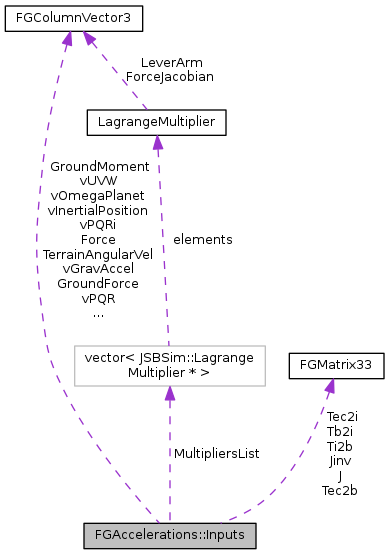 FGColumnVector3
LeverArm
ForceJacobian
LagrangeMultiplier
GroundMoment
vUVW
vOmegaPlanet
vInertialPosition
vPQRi
Force
TerrainAngularVel
vGravAccel
GroundForce
vPQR
...
elements
vector< JSBSim::Lagrange
Multiplier * >
FGMatrix33
MultipliersList
Tec2i
Tb2i
Ti2b
Jinv
J
Tec2b
FGAccelerations::Inputs